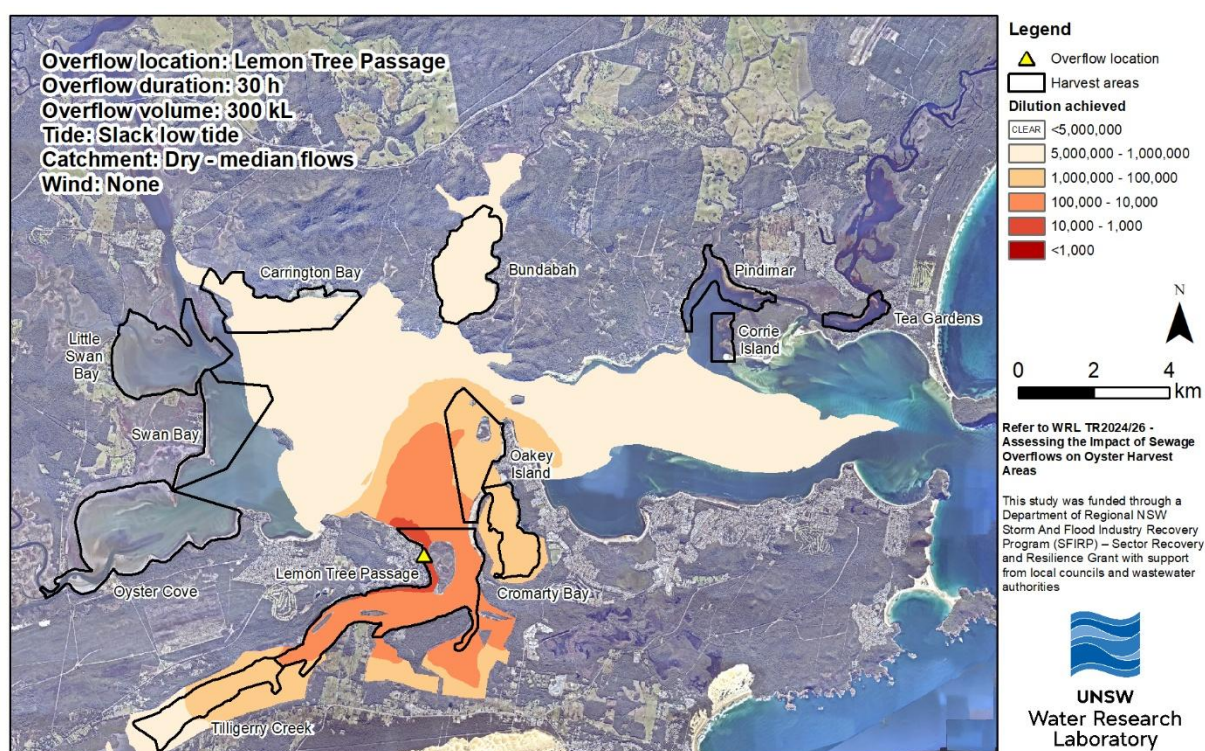 Overflow location: Lemon Tree Passage
Overflow duration: 30 h
Overflow volume: 300 kL
Tide: Slack low tide
Catchment: Dry - median flows
Wind: None
Carrington Bay
Bundabah
Pindimar
Tea Gardens
Corrie
Island
Little
Swan
Bay
Swan Bay
Oakey
Island
Lemon Tree Passage
Cromarty Bay
Oyster Cove
Tilligerry Creek
Legend
Overflow location
Harvest areas
Dilution achieved
CLEAR <5,000,000
5,000,000 - 1,000,000
1,000,000 - 100,000
100,000 - 10,000
10,000 - 1,000
<1,000
N
0 2 4
km
Refer to WRL TR2024/26 -
Assessing the Impact of Sewage
Overflows on Oyster Harvest
Areas
This study was funded through a
Department of Regional NSW
Storm And Flood Industry Recovery
Program (SFIRP) – Sector Recovery
and Resilience Grant with support
from local councils and wastewater
authorities
UNSW
Water Research
Laboratory